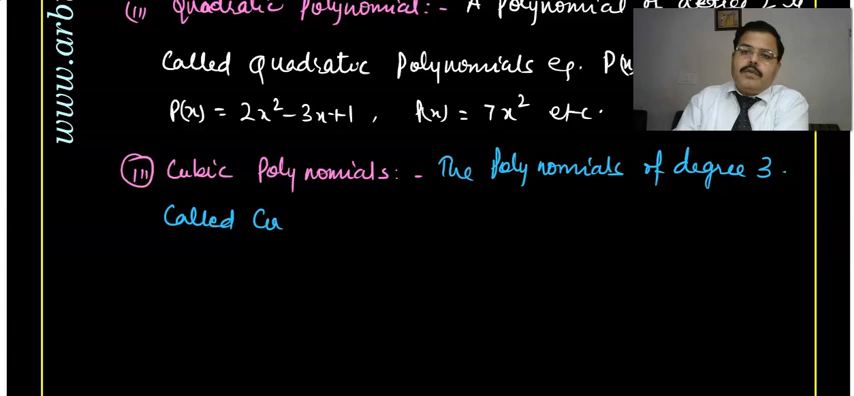 (ii) Quadratic Polynomial :- A polynomial of degree 2 is
Called Quadratic Polynomials eg. P(x)
P(x) = 2x² - 3x + 1 , P(x) = 7x² etc.
(iii) Cubic Polynomials :- The Polynomials of degree 3 .
Called Cu
www.arb